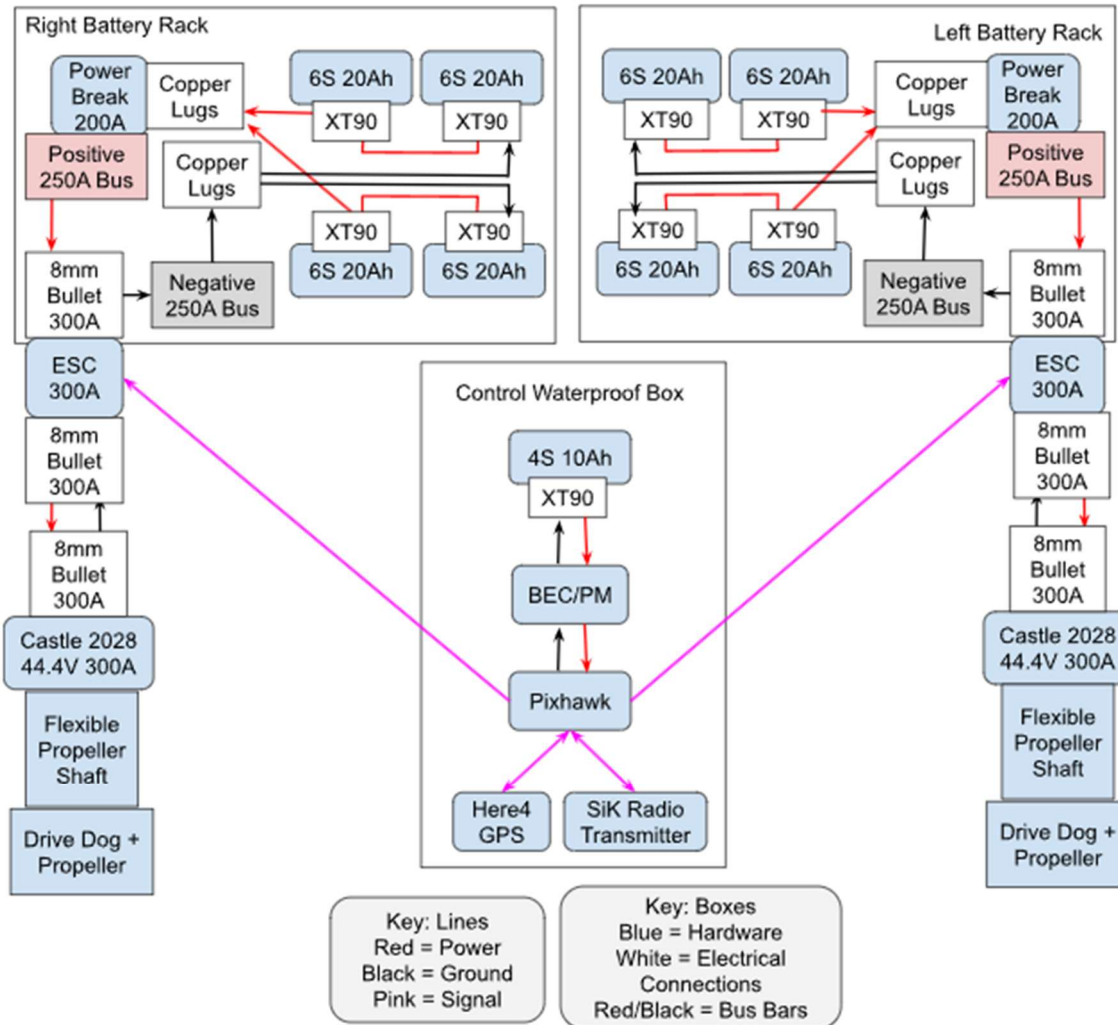 Right Battery Rack
Power
Break
200A
Copper
Lugs
6S 20Ah
6S 20Ah
XT90
XT90
Positive
250A Bus
Copper
Lugs
XT90
XT90
6S 20Ah
6S 20Ah
8mm
Bullet
300A
Negative
250A Bus
Left Battery Rack
6S 20Ah
6S 20Ah
XT90
XT90
Copper
Lugs
Power
Break
200A
Copper
Lugs
Positive
250A Bus
XT90
XT90
6S 20Ah
6S 20Ah
Negative
250A Bus
8mm
Bullet
300A
ESC
300A
8mm
Bullet
300A
8mm
Bullet
300A
Castle 2028
44.4V 300A
Flexible
Propeller
Shaft
Drive Dog +
Propeller
Control Waterproof Box
4S 10Ah
XT90
BEC/PM
Pixhawk
Here4
GPS
SiK Radio
Transmitter
ESC
300A
8mm
Bullet
300A
8mm
Bullet
300A
Castle 2028
44.4V 300A
Flexible
Propeller
Shaft
Drive Dog +
Propeller
Key: Lines
Red = Power
Black = Ground
Pink = Signal
Key: Boxes
Blue = Hardware
White = Electrical
Connections
Red/Black = Bus Bars